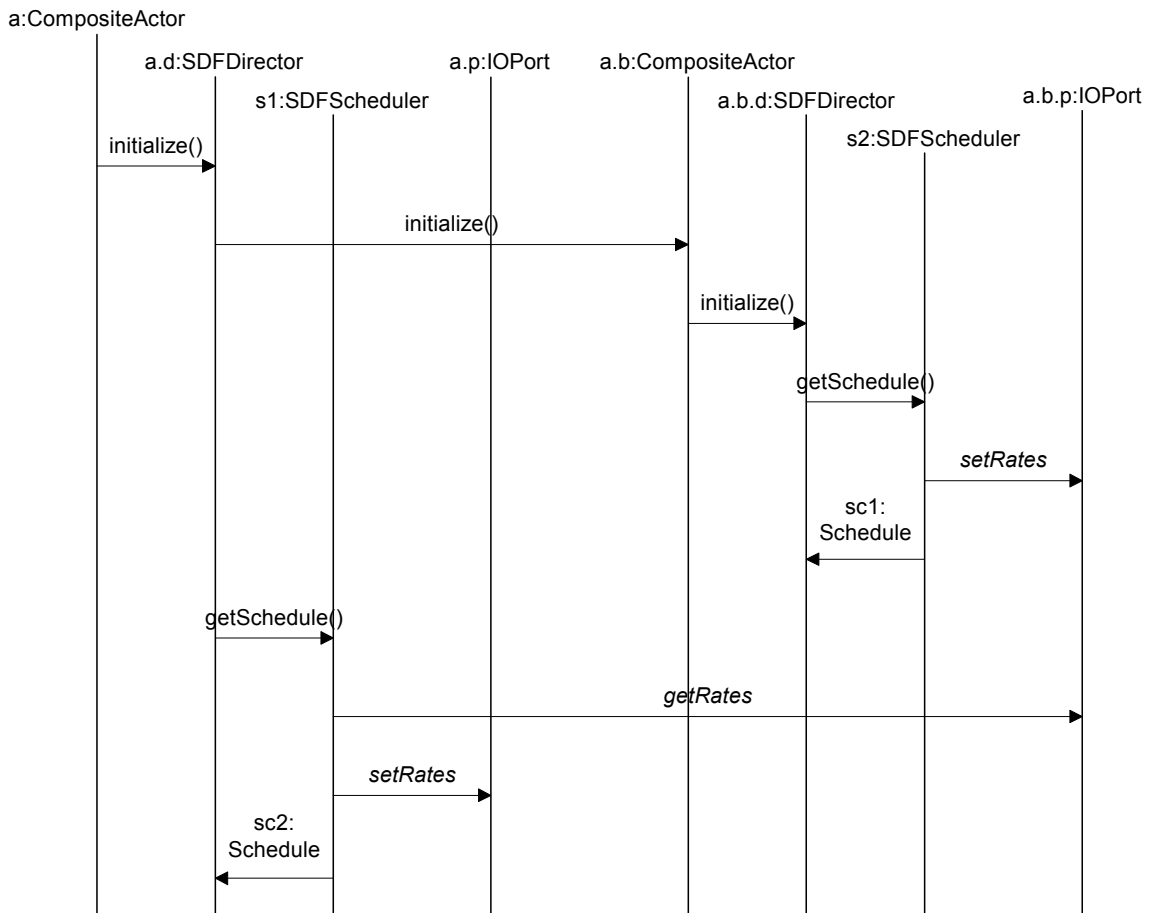 a:CompositeActor
a.d:SDFDirector
a.p:IOPort
a.b:CompositeActor
s1:SDFScheduler
a.b.d:SDFDirector
a.b.p:IOPort
s2:SDFScheduler
initialize()
initialize()
initialize()
getSchedule()
setRates
sc1:
Schedule
getSchedule()
getRates
setRates
sc2:
Schedule